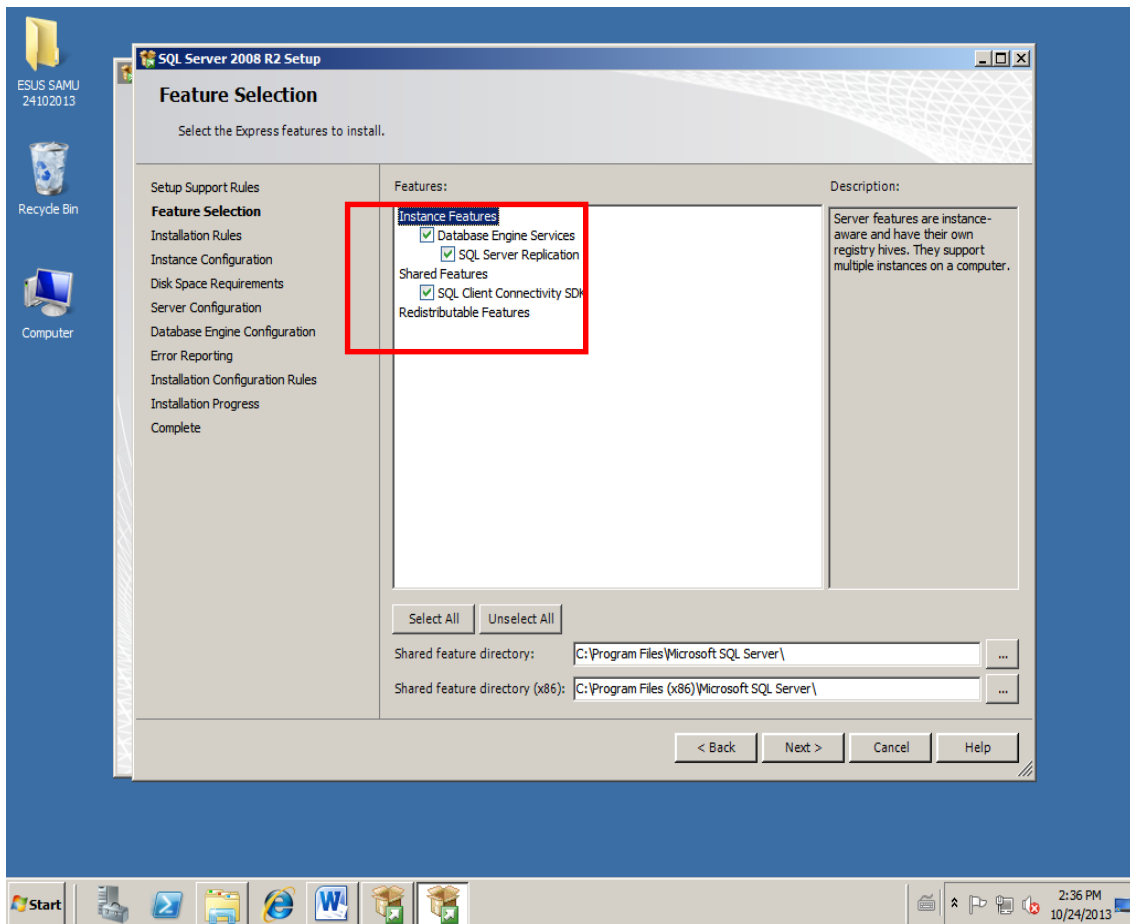 ESUS SAMU
24102013
Recycle Bin
Computer
SQL Server 2008 R2 Setup
Feature Selection
Select the Express features to install.
Setup Support Rules
Feature Selection
Installation Rules
Instance Configuration
Disk Space Requirements
Server Configuration
Database Engine Configuration
Error Reporting
Installation Configuration Rules
Installation Progress
Complete
Features:
Instance Features
Database Engine Services
SQL Server Replication
Shared Features
SQL Client Connectivity SDK
Redistributable Features
Description:
Server features are instance-
aware and have their own
registry hives. They support
multiple instances on a computer.
Select All Unselect All
Shared feature directory: C:\Program Files\Microsoft SQL Server\ ...
Shared feature directory (x86): C:\Program Files (x86)\Microsoft SQL Server\ ...
< Back Next > Cancel Help
Start
2:36 PM
10/24/2013